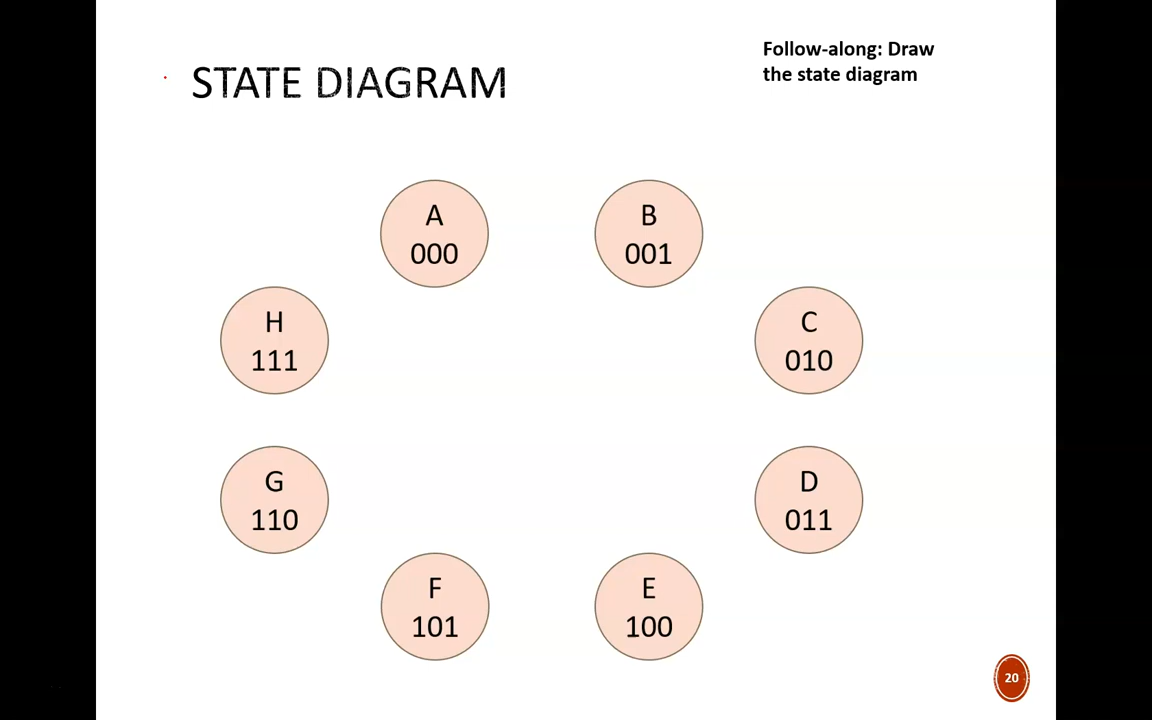 Follow-along: Draw
the state diagram
STATE DIAGRAM
A
000
B
001
H
111
C
010
G
110
D
011
F
101
E
100
20